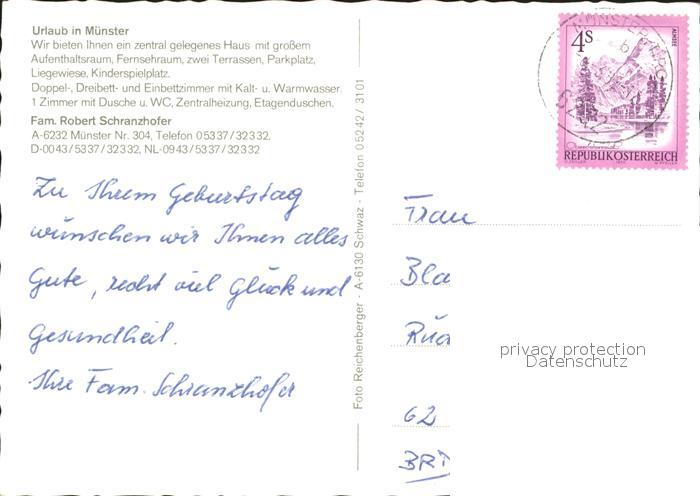 Urlaub in Münster
Wir bieten Ihnen ein zentral gelegenes Haus mit großem
Aufenthaltsraum, Fernsehraum, zwei Terrassen, Parkplatz,
Liegewiese, Kinderspielplatz.
Doppel-, Dreibett- und Einbettzimmer mit Kalt- u. Warmwasser.
1 Zimmer mit Dusche u. WC, Zentralheizung, Etagenduschen.
Fam. Robert Schranzhofer
A-6232 Münster Nr. 304, Telefon 05337/32332,
D-0043/5337/32332, NL-0943/5337/32332
Zu Ihrem Geburtstag
wünschen wir Ihnen alles
Gute, recht viel Glück und
Gesundheit.
Ihre Fam. Schranzhofer
Foto Reichenberger - A-6130 Schwaz - Telefon 05242/3101
4S
ALMSEE
REPUBLIK ÖSTERREICH
MÜNSTER
Frau
Bla
62
BRD
privacy protection
Datenschutz